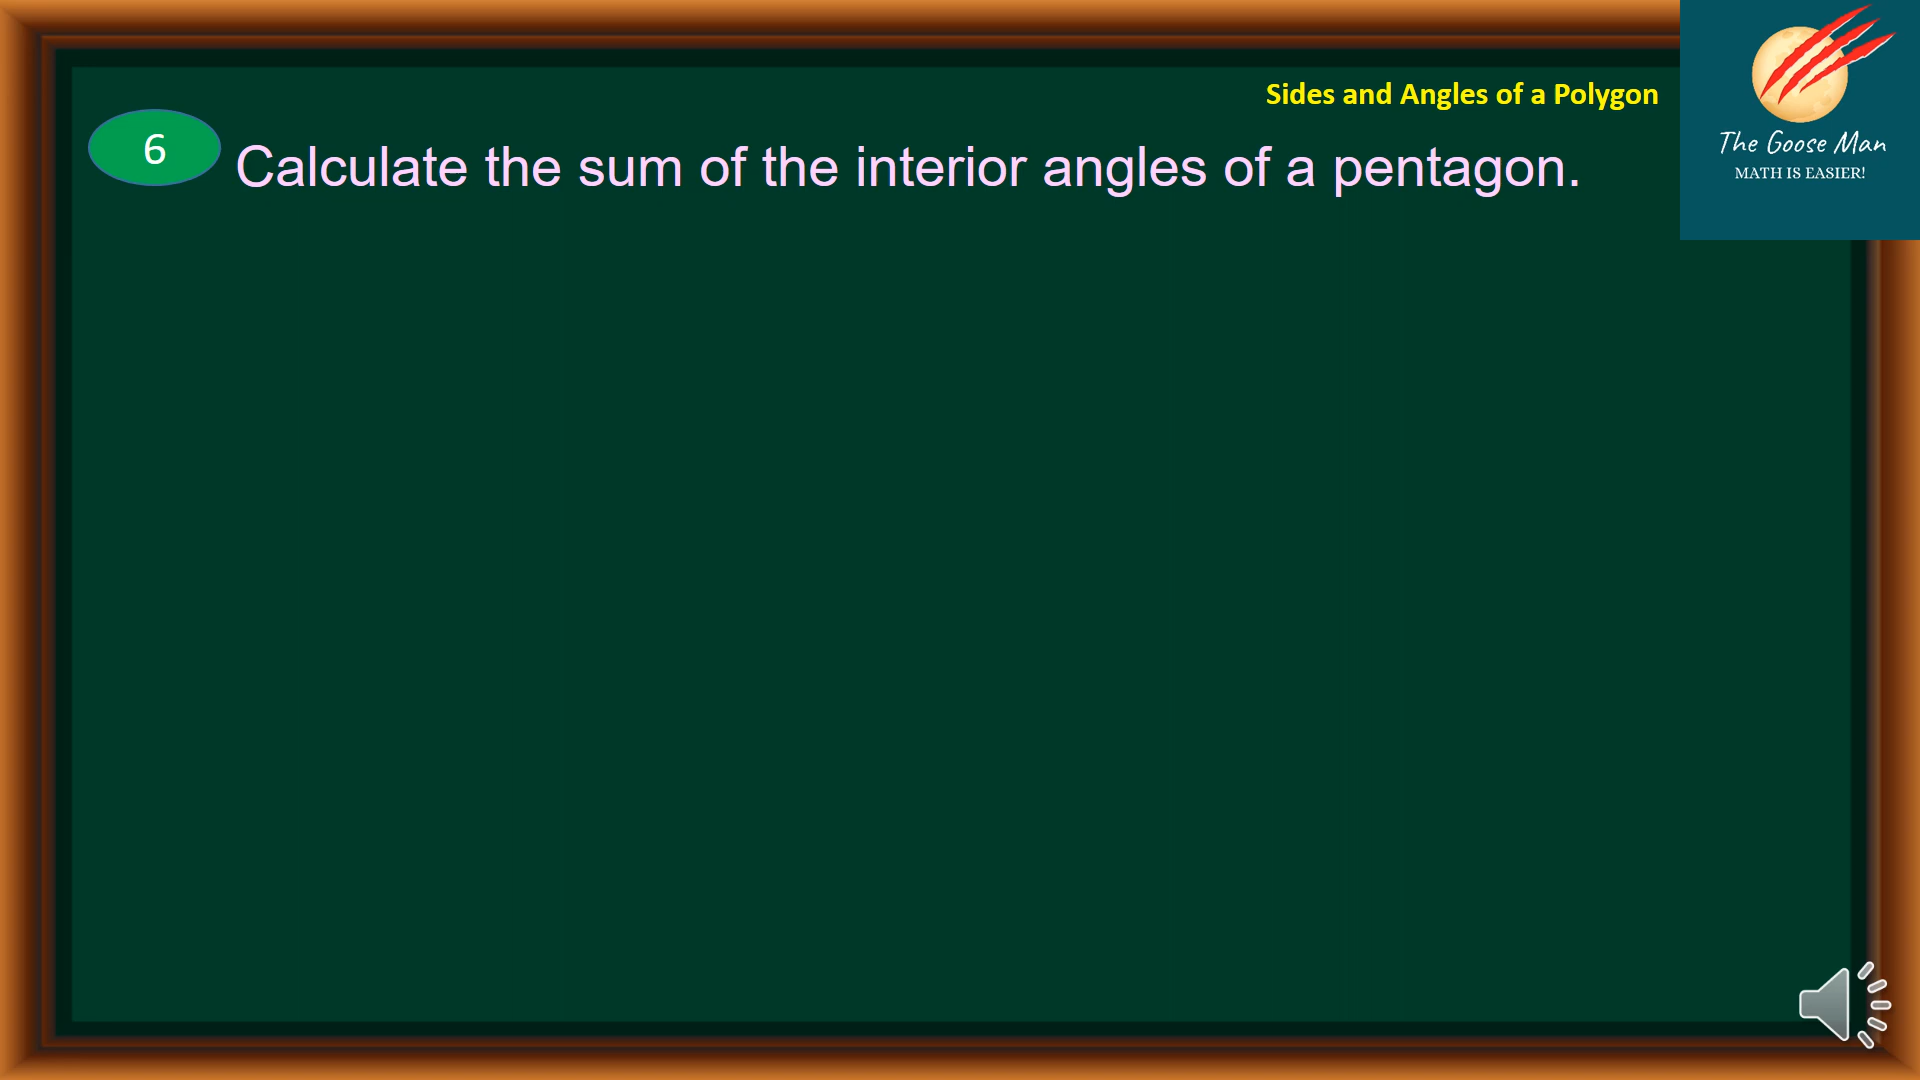 Sides and Angles of a Polygon
6
Calculate the sum of the interior angles of a pentagon.
The Goose Man
MATH IS EASIER!